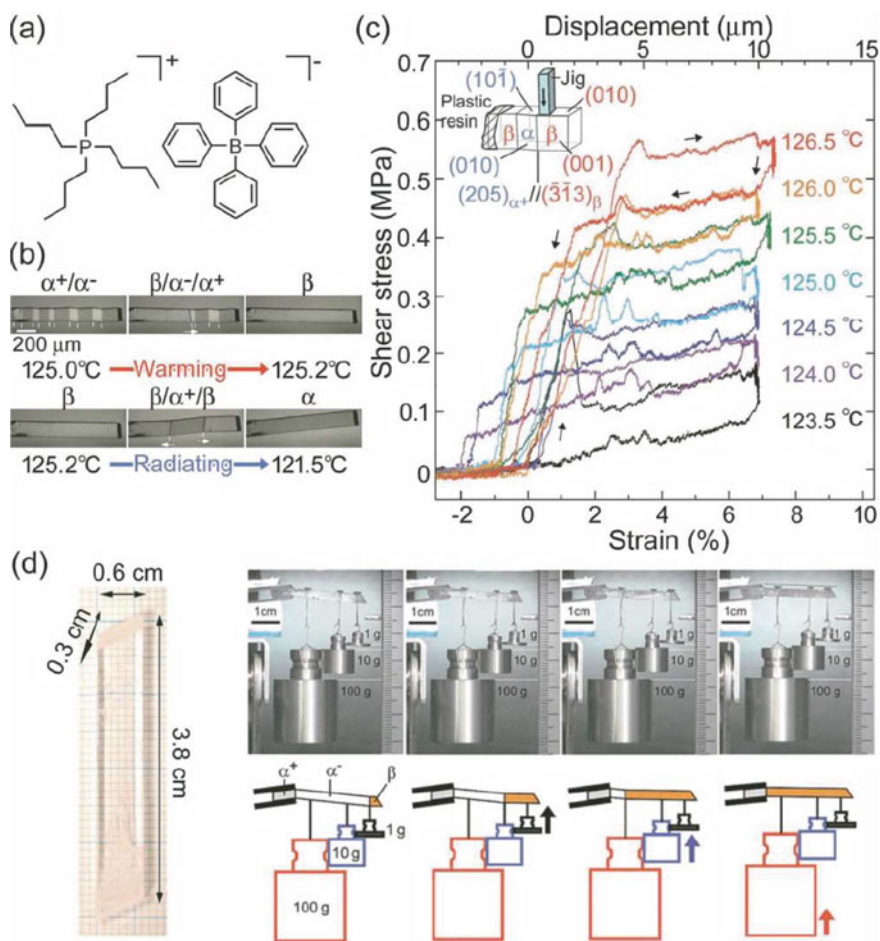 (a)
+
-
P
B
(b)
α⁺/α⁻ β/α⁻/α⁺ β
200 μm
125.0℃ Warming 125.2℃
β β/α⁺/β α
125.2℃ Radiating 121.5℃
(c)
Displacement (μm)
0 5 10 15
0.7
0.6
0.5
0.4
0.3
0.2
0.1
0
Shear stress (MPa)
(101̄)
Jig
(010)
Plastic
resin
β α β
(010)
(001)
(205)α+//(3̄1̄3)β
126.5 ℃
126.0 ℃
125.5 ℃
125.0 ℃
124.5 ℃
124.0 ℃
123.5 ℃
-2 0 2 4 6 8 10
Strain (%)
(d)
0.6 cm
0.3 cm
3.8 cm
1cm 1 g 10 g 100 g
1cm 1 g 10 g 100 g
1cm 1 g 10 g 100 g
1cm 1 g 10 g 100 g
α⁺ α⁻ β
1 g
10 g
100 g